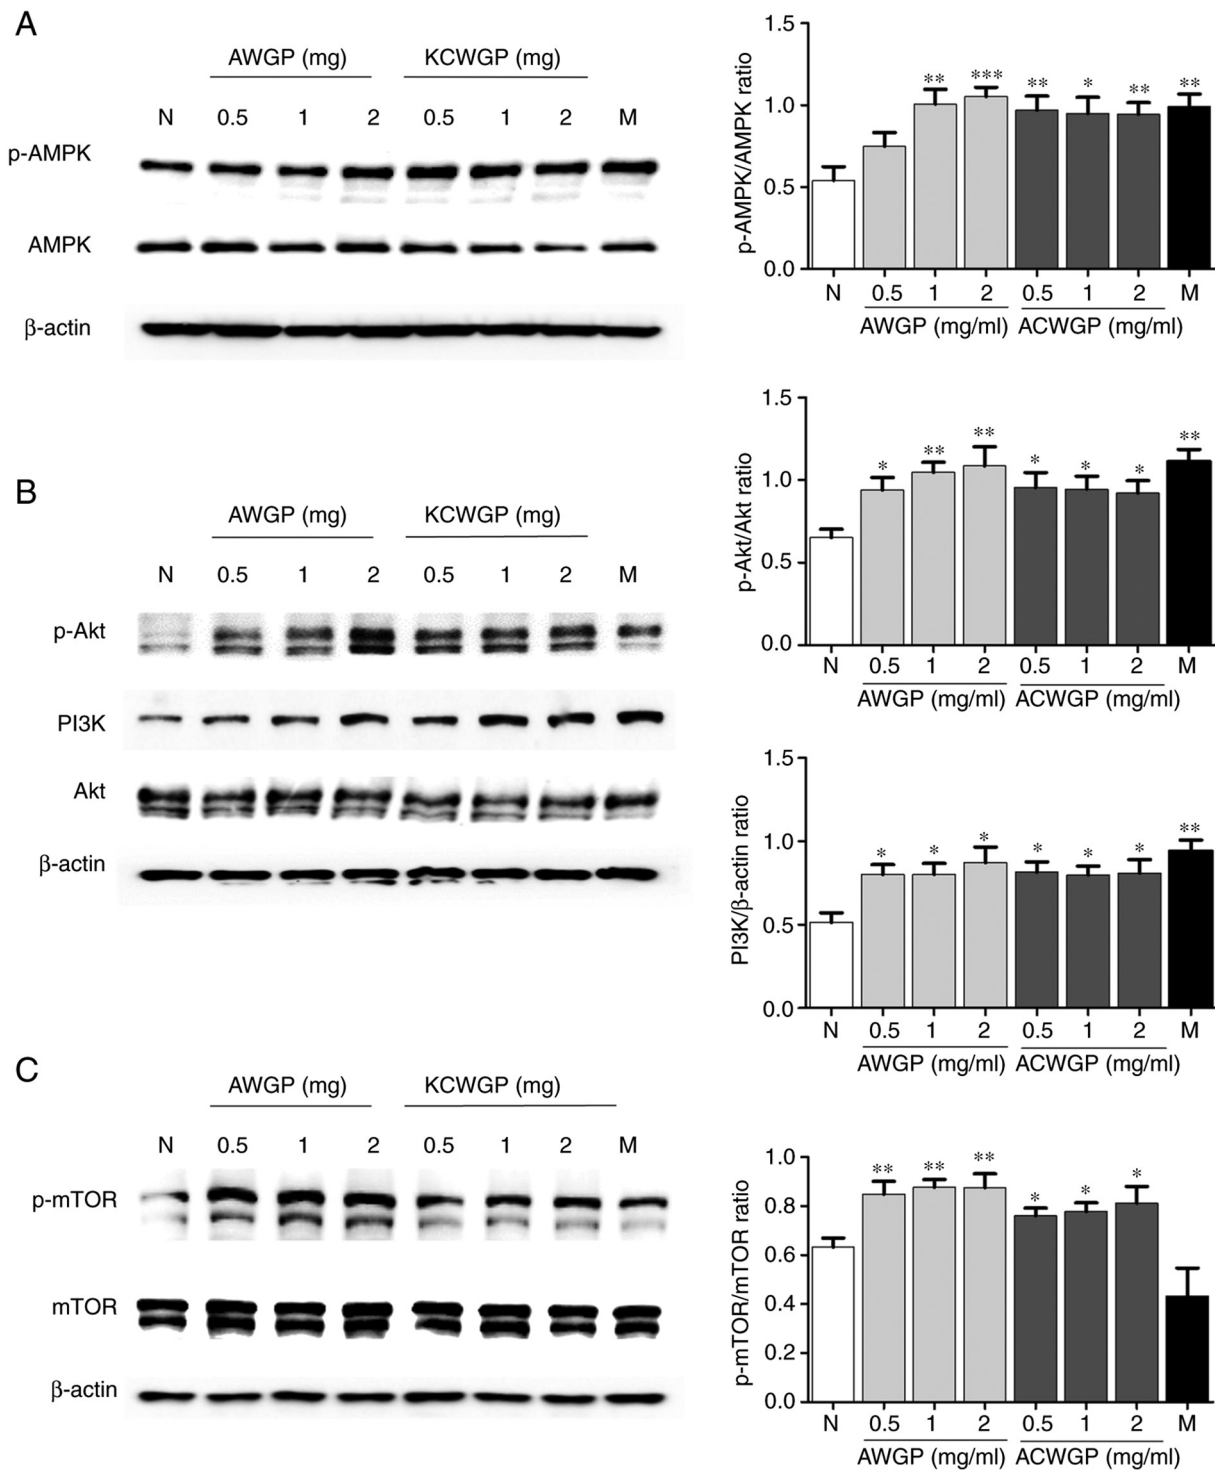 A
AWGP (mg) KCWGP (mg)
N 0.5 1 2 0.5 1 2 M
p-AMPK
AMPK
β-actin
p-AMPK/AMPK ratio
1.5
1.0
0.5
0.0
** *** ** * ** **
N 0.5 1 2 0.5 1 2 M
AWGP (mg/ml) ACWGP (mg/ml)
B
AWGP (mg) KCWGP (mg)
N 0.5 1 2 0.5 1 2 M
p-Akt
PI3K
Akt
β-actin
p-Akt/Akt ratio
1.5
1.0
0.5
0.0
* ** ** * * * **
N 0.5 1 2 0.5 1 2 M
AWGP (mg/ml) ACWGP (mg/ml)
PI3K/β-actin ratio
1.5
1.0
0.5
0.0
* * * * * * **
N 0.5 1 2 0.5 1 2 M
AWGP (mg/ml) ACWGP (mg/ml)
C
AWGP (mg) KCWGP (mg)
N 0.5 1 2 0.5 1 2 M
p-mTOR
mTOR
β-actin
p-mTOR/mTOR ratio
1.0
0.8
0.6
0.4
0.2
0.0
** ** ** * * *
N 0.5 1 2 0.5 1 2 M
AWGP (mg/ml) ACWGP (mg/ml)